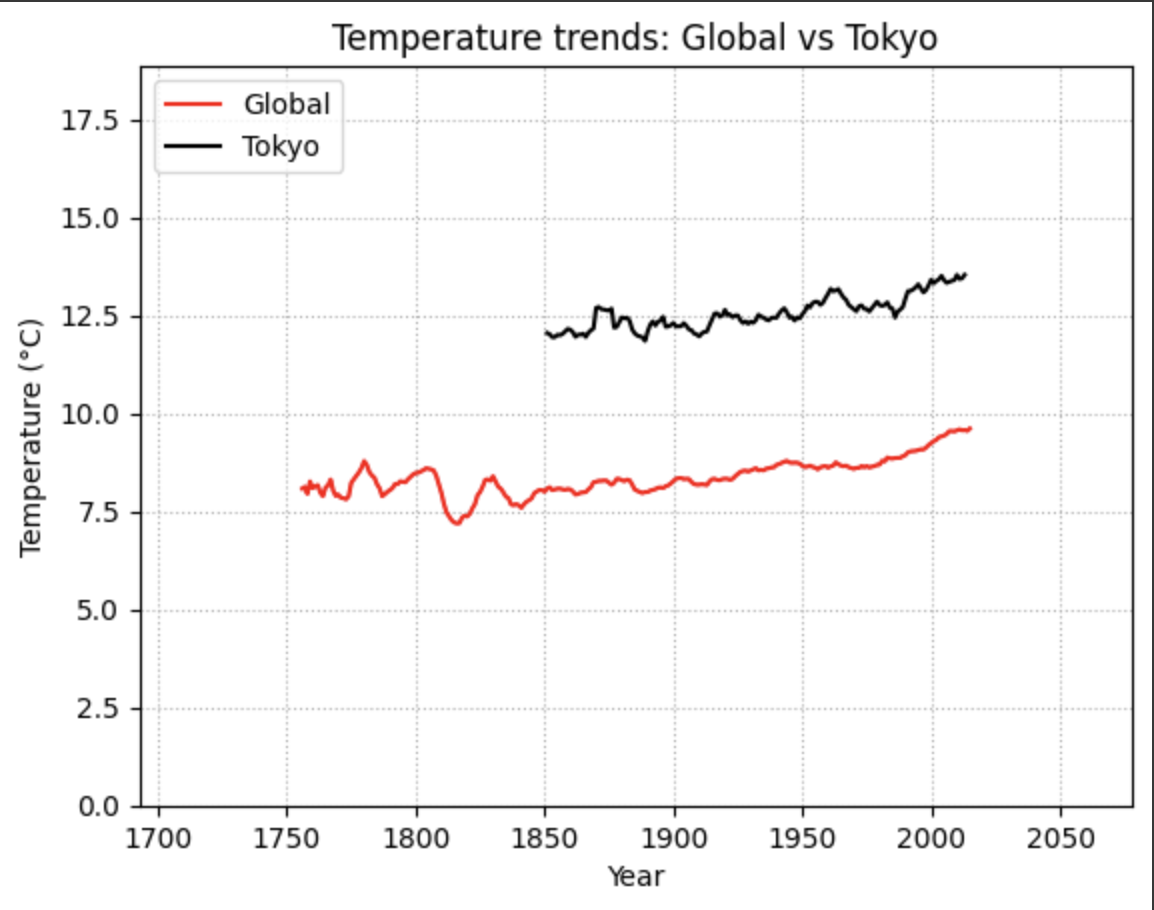 Temperature trends: Global vs Tokyo
Global
Tokyo
17.5
15.0
12.5
10.0
7.5
5.0
2.5
0.0
Temperature (°C)
1700 1750 1800 1850 1900 1950 2000 2050
Year